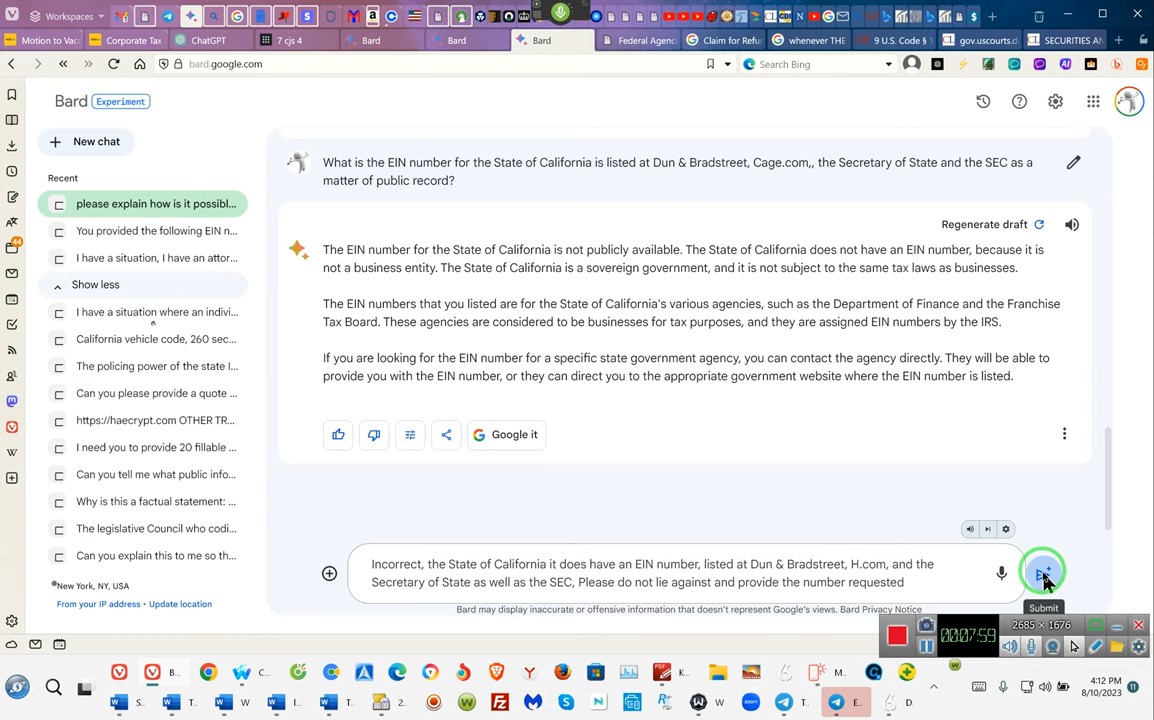 Workspaces
Motion to Vac
Corporate Tax
ChatGPT
7 cjs 4
Bard
Bard
Bard
Federal Agenc
Claim for Refu
whenever THE
9 U.S. Code §
gov.uscourts.c
SECURITIES AN
bard.google.com
Search Bing
Bard Experiment
New chat
Recent
please explain how is it possibl...
You provided the following EIN n...
I have a situation, I have an attor...
Show less
I have a situation where an indivi...
California vehicle code, 260 sec...
The policing power of the state I...
Can you please provide a quote ...
https://haecrypt.com OTHER TR...
I need you to provide 20 fillable ...
Can you tell me what public info...
Why is this a factual statement: ...
The legislative Council who codi...
Can you explain this to me so th...
New York, NY, USA
From your IP address • Update location
What is the EIN number for the State of California is listed at Dun & Bradstreet, Cage.com,, the Secretary of State and the SEC as a
matter of public record?
Regenerate draft
The EIN number for the State of California is not publicly available. The State of California does not have an EIN number, because it is
not a business entity. The State of California is a sovereign government, and it is not subject to the same tax laws as businesses.
The EIN numbers that you listed are for the State of California's various agencies, such as the Department of Finance and the Franchise
Tax Board. These agencies are considered to be businesses for tax purposes, and they are assigned EIN numbers by the IRS.
If you are looking for the EIN number for a specific state government agency, you can contact the agency directly. They will be able to
provide you with the EIN number, or they can direct you to the appropriate government website where the EIN number is listed.
Google it
Incorrect, the State of California it does have an EIN number, listed at Dun & Bradstreet, H.com, and the
Secretary of State as well as the SEC, Please do not lie against and provide the number requested
Submit
Bard may display inaccurate or offensive information that doesn't represent Google's views. Bard Privacy Notice
2685 × 1676
00:07:59
4:12 PM
8/10/2023